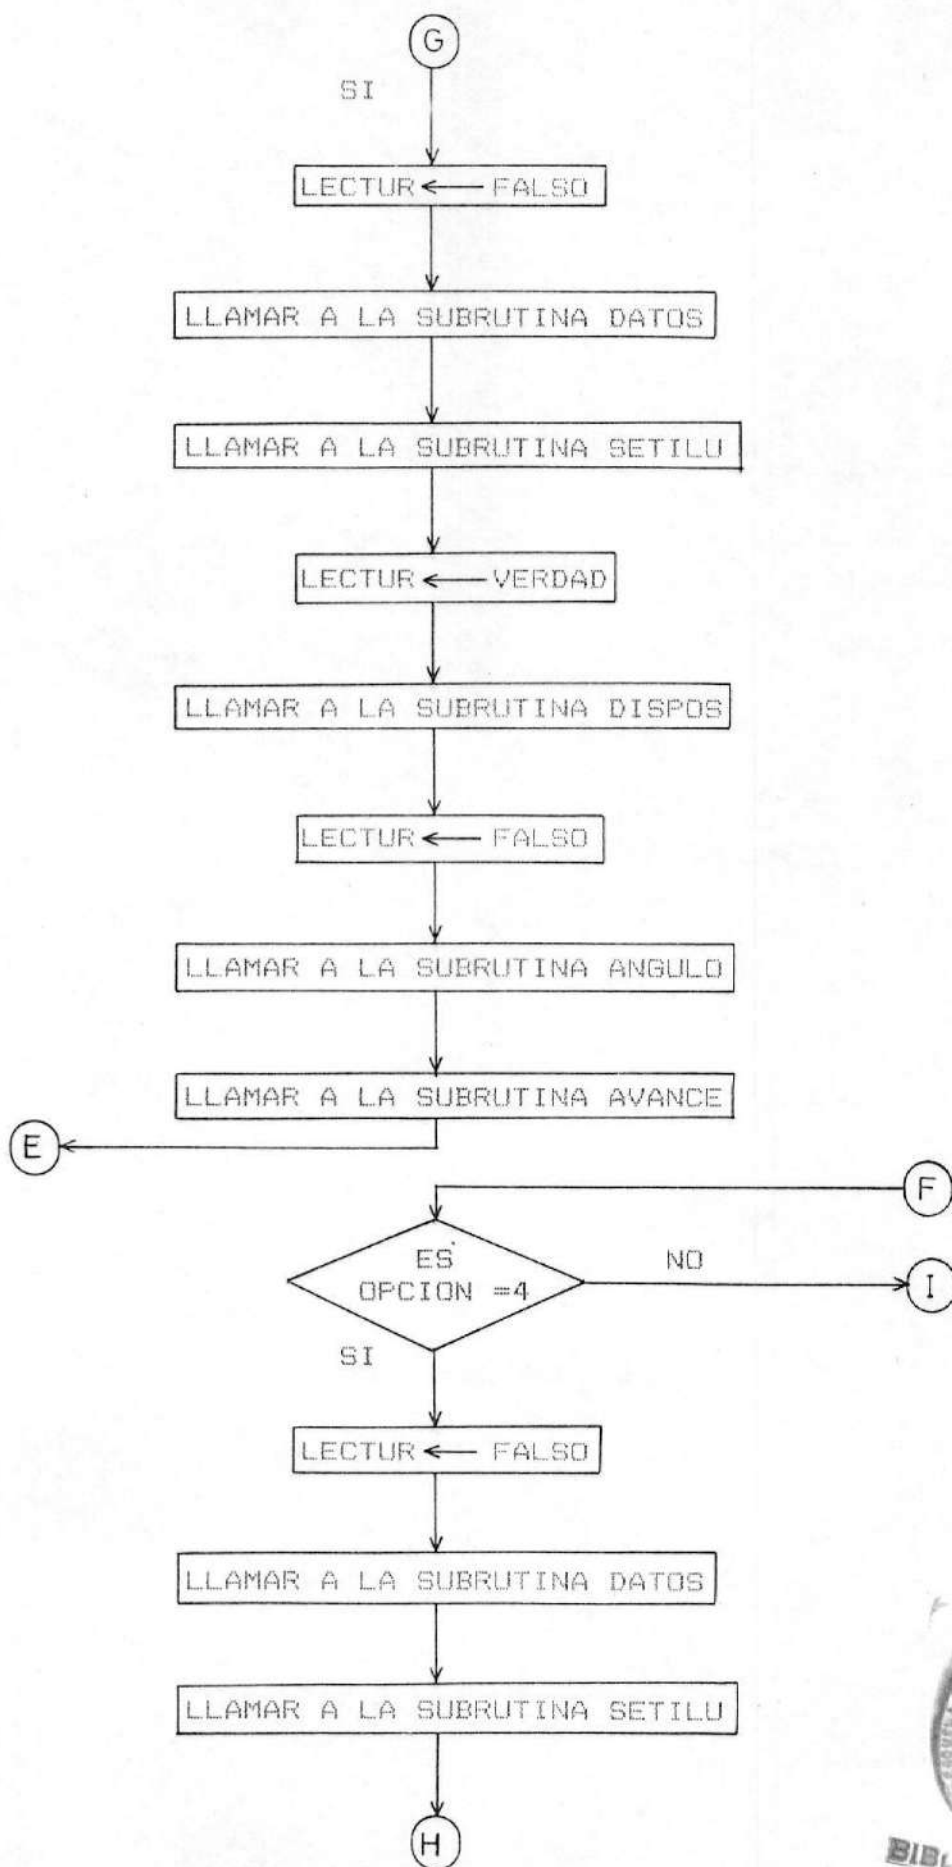 G
SI
LECTUR ← FALSO
LLAMAR A LA SUBRUTINA DATOS
LLAMAR A LA SUBRUTINA SETILU
LECTUR ← VERDAD
LLAMAR A LA SUBRUTINA DISPOS
LECTUR ← FALSO
LLAMAR A LA SUBRUTINA ANGULO
LLAMAR A LA SUBRUTINA AVANCE
E
F
ES
OPCION =4
NO
I
SI
LECTUR ← FALSO
LLAMAR A LA SUBRUTINA DATOS
LLAMAR A LA SUBRUTINA SETILU
H